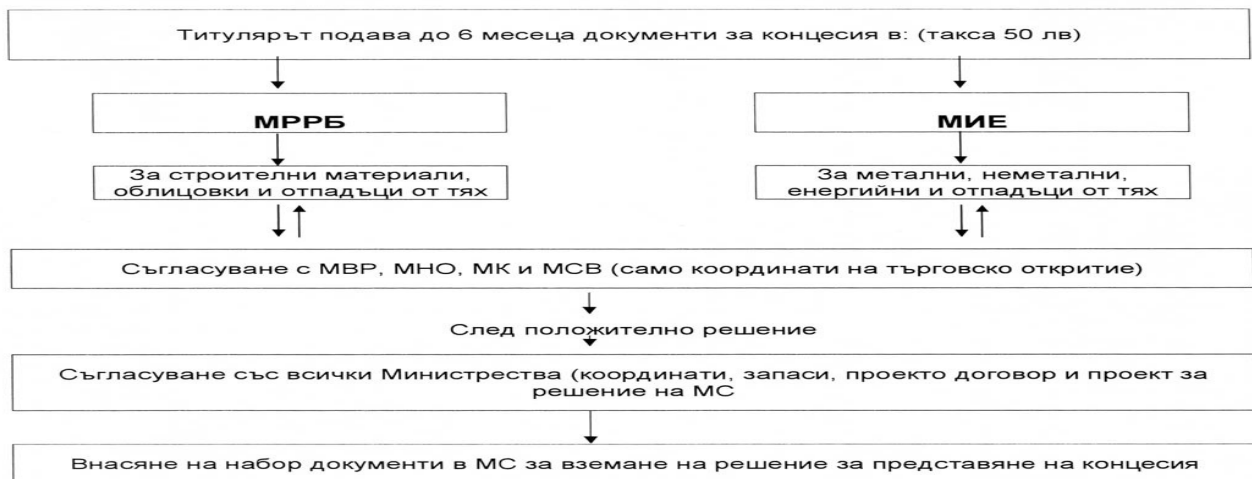 Титулярът подава до 6 месеца документи за концесия в: (такса 50 лв)
МРРБ
МИЕ
За строителни материали,
облицовки и отпадъци от тях
За метални, неметални,
енергийни и отпадъци от тях
Съгласуване с МВР, МНО, МК и МСВ (само координати на търговско откритие)
След положително решение
Съгласуване със всички Министрества (координати, запаси, проекто договор и проект за
решение на МС
Внасяне на набор документи в МС за вземане на решение за представяне на концесия